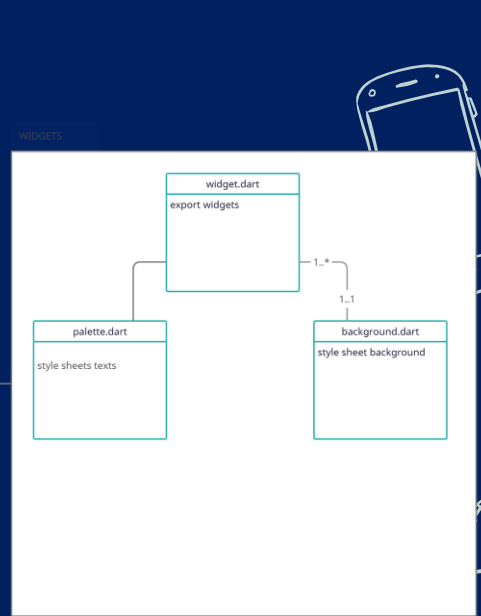 WIDGETS
widget.dart
export widgets
1..*
1..1
palette.dart
style sheets texts
background.dart
style sheet background